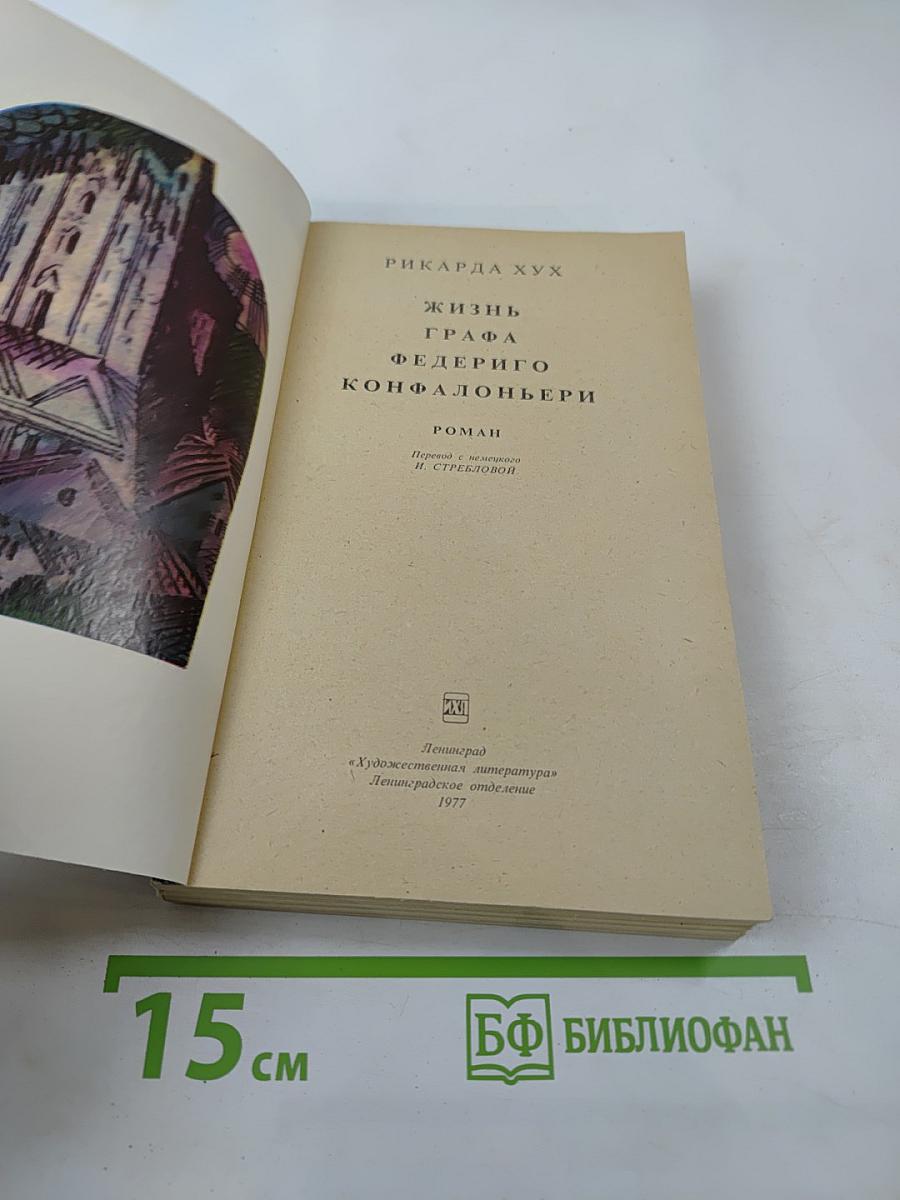 РИКАРДА ХУХ
ЖИЗНЬ
ГРАФА
ФЕДЕРИГО
КОНФАЛОНЬЕРИ
РОМАН
Перевод с немецкого
И. СТРЕБЛОВОЙ
ИХЛ
Ленинград
«Художественная литература»
Ленинградское отделение
1977
15 см
БФ БИБЛИОФАН